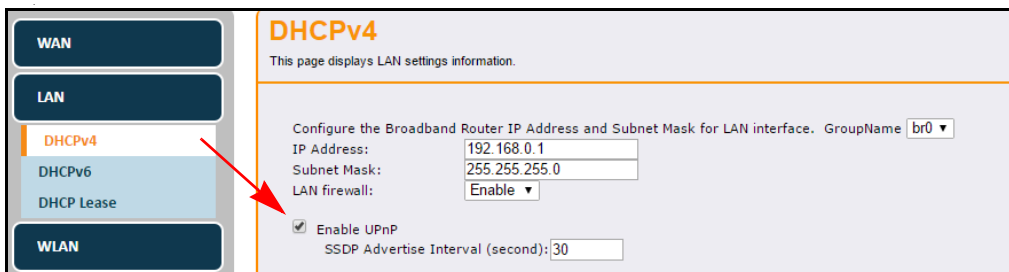 WAN
LAN
DHCPv4
DHCPv6
DHCP Lease
WLAN
DHCPv4
This page displays LAN settings information.
Configure the Broadband Router IP Address and Subnet Mask for LAN interface. GroupName br0
IP Address: 192.168.0.1
Subnet Mask: 255.255.255.0
LAN firewall: Enable
Enable UPnP
SSDP Advertise Interval (second): 30